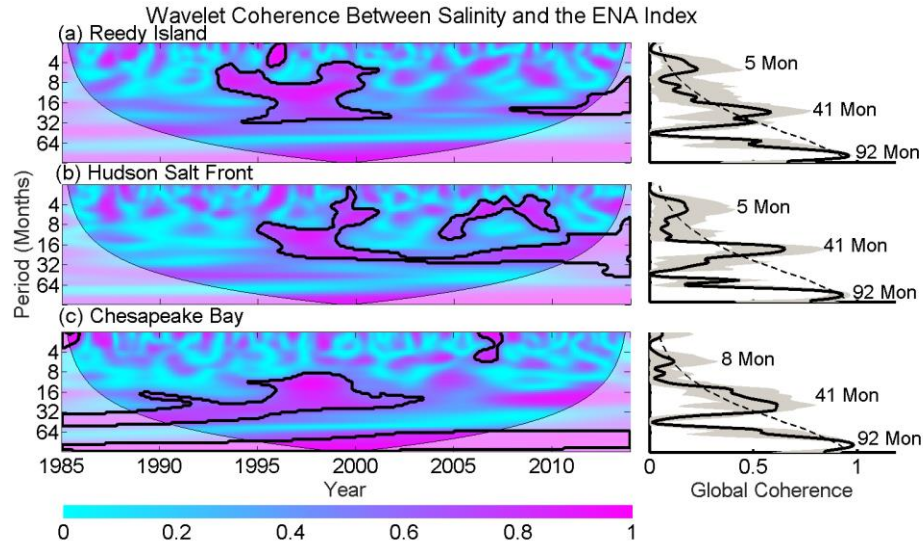 Wavelet Coherence Between Salinity and the ENA Index
(a) Reedy Island
4
8
16
32
64
5 Mon
41 Mon
92 Mon
(b) Hudson Salt Front
4
8
16
32
64
5 Mon
41 Mon
92 Mon
Period (Months)
(c) Chesapeake Bay
4
8
16
32
64
8 Mon
41 Mon
92 Mon
1985 1990 1995 2000 2005 2010
0 0.5 1
Year
Global Coherence
0 0.2 0.4 0.6 0.8 1